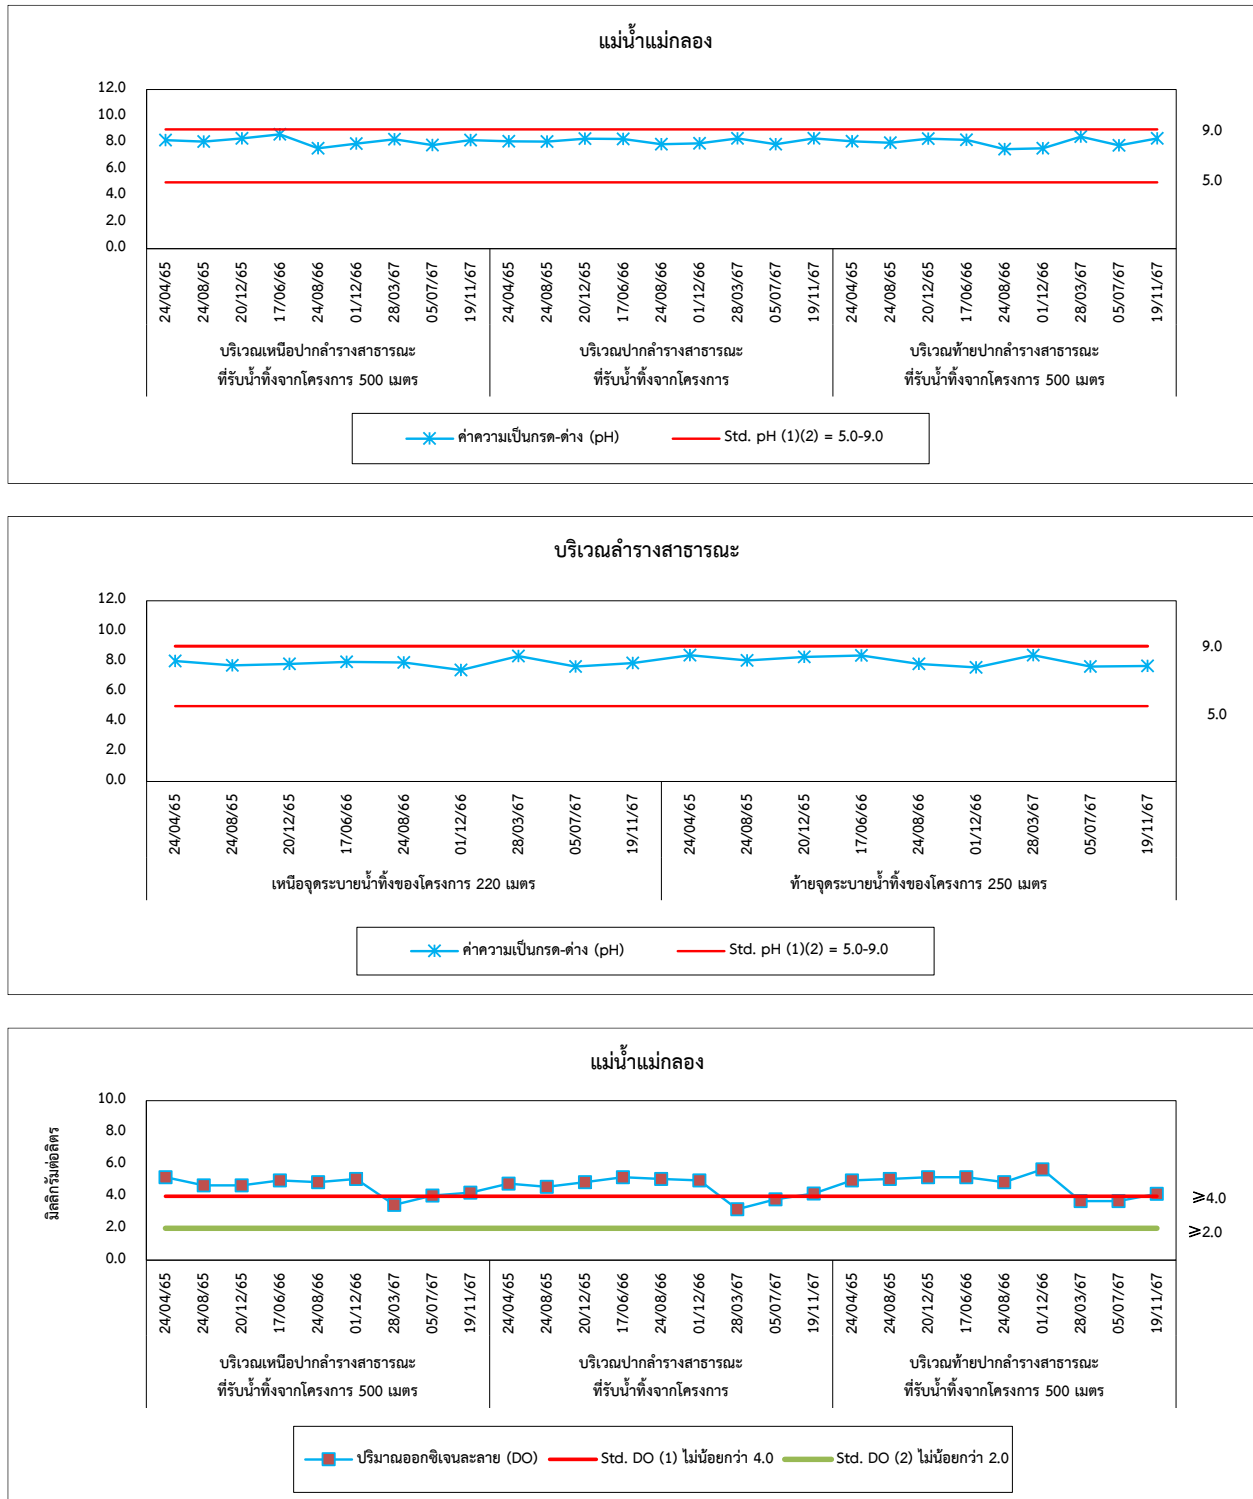 แม่น้ำแม่กลอง
12.0
10.0
8.0
6.0
4.0
2.0
0.0
9.0
5.0
24/04/65 24/08/65 20/12/65 17/06/66 24/08/66 01/12/66 28/03/67 05/07/67 19/11/67 24/04/65 24/08/65 20/12/65 17/06/66 24/08/66 01/12/66 28/03/67 05/07/67 19/11/67 24/04/65 24/08/65 20/12/65 17/06/66 24/08/66 01/12/66 28/03/67 05/07/67 19/11/67
บริเวณเหนือปากลำรางสาธารณะ
ที่รับน้ำทิ้งจากโครงการ 500 เมตร
บริเวณปากลำรางสาธารณะ
ที่รับน้ำทิ้งจากโครงการ
บริเวณท้ายปากลำรางสาธารณะ
ที่รับน้ำทิ้งจากโครงการ 500 เมตร
ค่าความเป็นกรด-ด่าง (pH) Std. pH (1)(2) = 5.0-9.0
บริเวณลำรางสาธารณะ
12.0
10.0
8.0
6.0
4.0
2.0
0.0
9.0
5.0
24/04/65 24/08/65 20/12/65 17/06/66 24/08/66 01/12/66 28/03/67 05/07/67 19/11/67 24/04/65 24/08/65 20/12/65 17/06/66 24/08/66 01/12/66 28/03/67 05/07/67 19/11/67
เหนือจุดระบายน้ำทิ้งของโครงการ 220 เมตร
ท้ายจุดระบายน้ำทิ้งของโครงการ 250 เมตร
ค่าความเป็นกรด-ด่าง (pH) Std. pH (1)(2) = 5.0-9.0
แม่น้ำแม่กลอง
มิลลิกรัมต่อลิตร
10.0
8.0
6.0
4.0
2.0
0.0
≥4.0
≥2.0
24/04/65 24/08/65 20/12/65 17/06/66 24/08/66 01/12/66 28/03/67 05/07/67 19/11/67 24/04/65 24/08/65 20/12/65 17/06/66 24/08/66 01/12/66 28/03/67 05/07/67 19/11/67 24/04/65 24/08/65 20/12/65 17/06/66 24/08/66 01/12/66 28/03/67 05/07/67 19/11/67
บริเวณเหนือปากลำรางสาธารณะ
ที่รับน้ำทิ้งจากโครงการ 500 เมตร
บริเวณปากลำรางสาธารณะ
ที่รับน้ำทิ้งจากโครงการ
บริเวณท้ายปากลำรางสาธารณะ
ที่รับน้ำทิ้งจากโครงการ 500 เมตร
ปริมาณออกซิเจนละลาย (DO) Std. DO (1) ไม่น้อยกว่า 4.0 Std. DO (2) ไม่น้อยกว่า 2.0